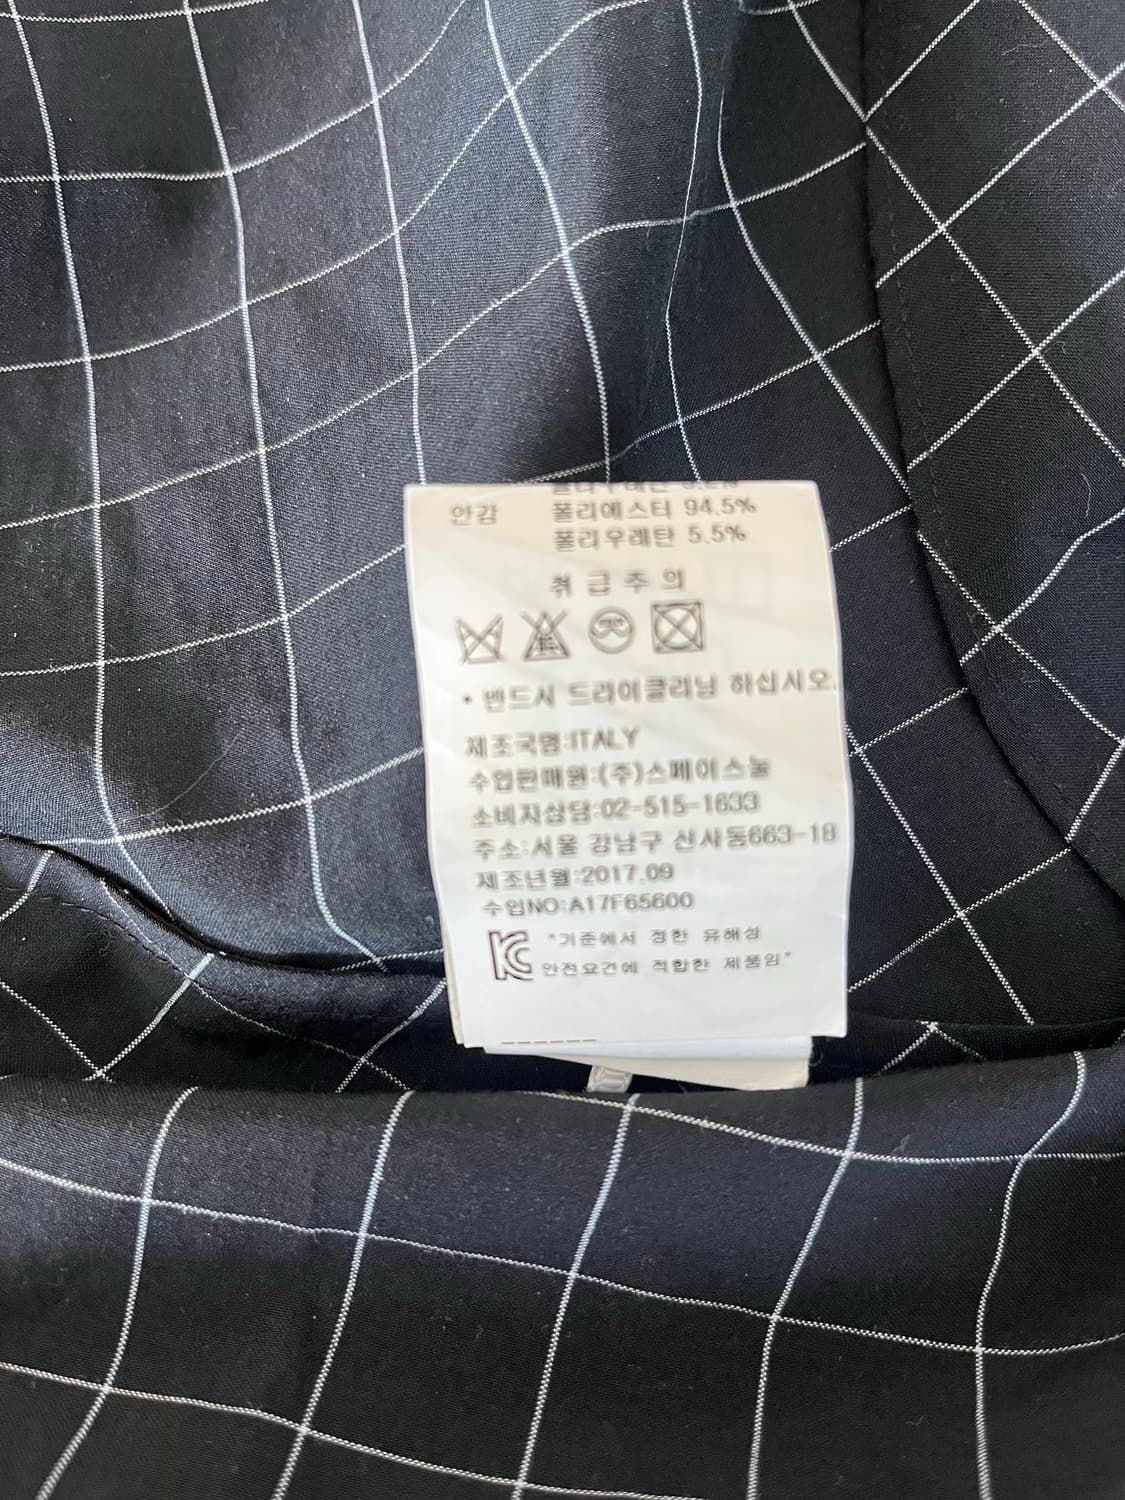 안감 폴리에스터 94.5%
폴리우레탄 5.5%
취급주의
• 반드시 드라이클리닝 하십시오.
제조국명:ITALY
수입판매원:(주)스페이스눌
소비자상담:02-515-1633
주소:서울 강남구 신사동663-18
제조년월:2017.09
수입NO:A17F65600
"기준에서 정한 유해성
안전요건에 적합한 제품임"